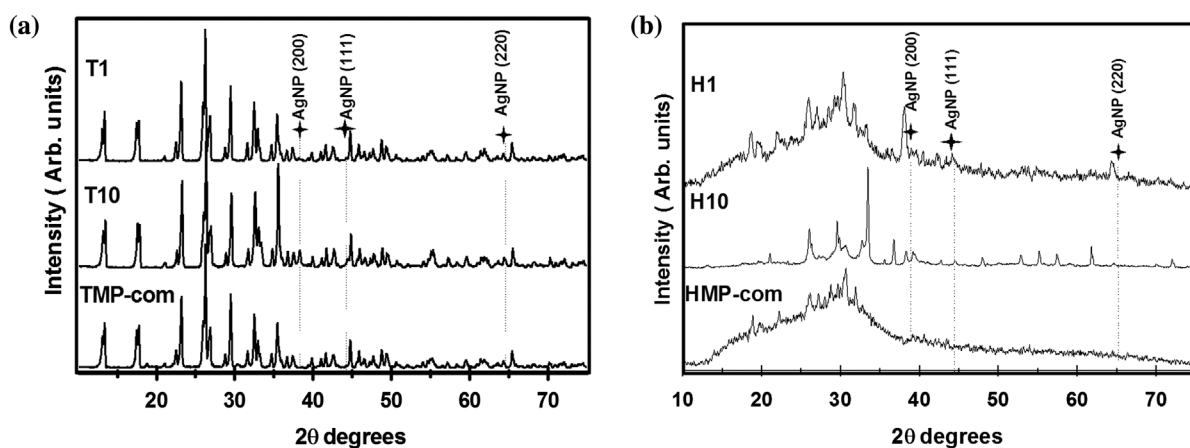 (a)
Intensity ( Arb. units)
T1
T10
TMP-com
AgNP (200)
AgNP (111)
AgNP (220)
20 30 40 50 60 70
2θ degrees
(b)
Intensity (Arb. units)
H1
H10
HMP-com
AgNP (200)
AgNP (111)
AgNP (220)
10 20 30 40 50 60 70
2θ degrees